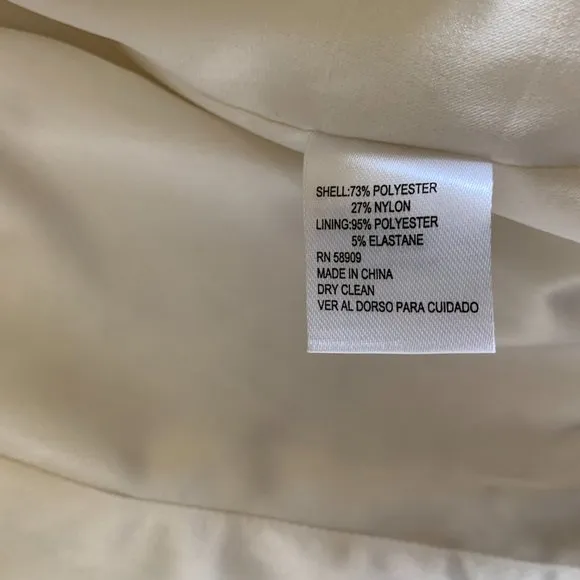 SHELL:73% POLYESTER
27% NYLON
LINING:95% POLYESTER
5% ELASTANE
RN 58909
MADE IN CHINA
DRY CLEAN
VER AL DORSO PARA CUIDADO